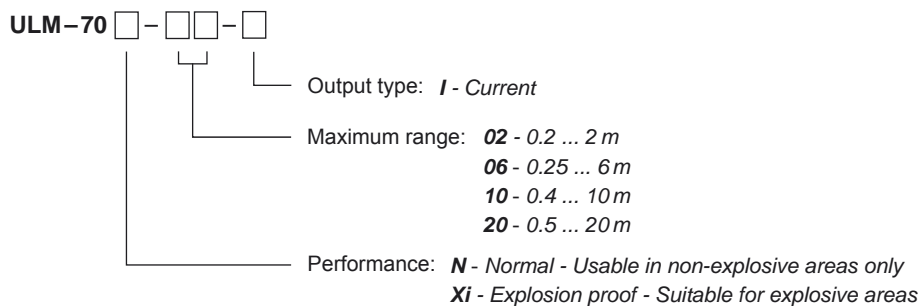 ULM–70 □ – □□ – □
Output type: I - Current
Maximum range: 02 - 0.2 ... 2 m
06 - 0.25 ... 6 m
10 - 0.4 ... 10 m
20 - 0.5 ... 20 m
Performance: N - Normal - Usable in non-explosive areas only
Xi - Explosion proof - Suitable for explosive areas